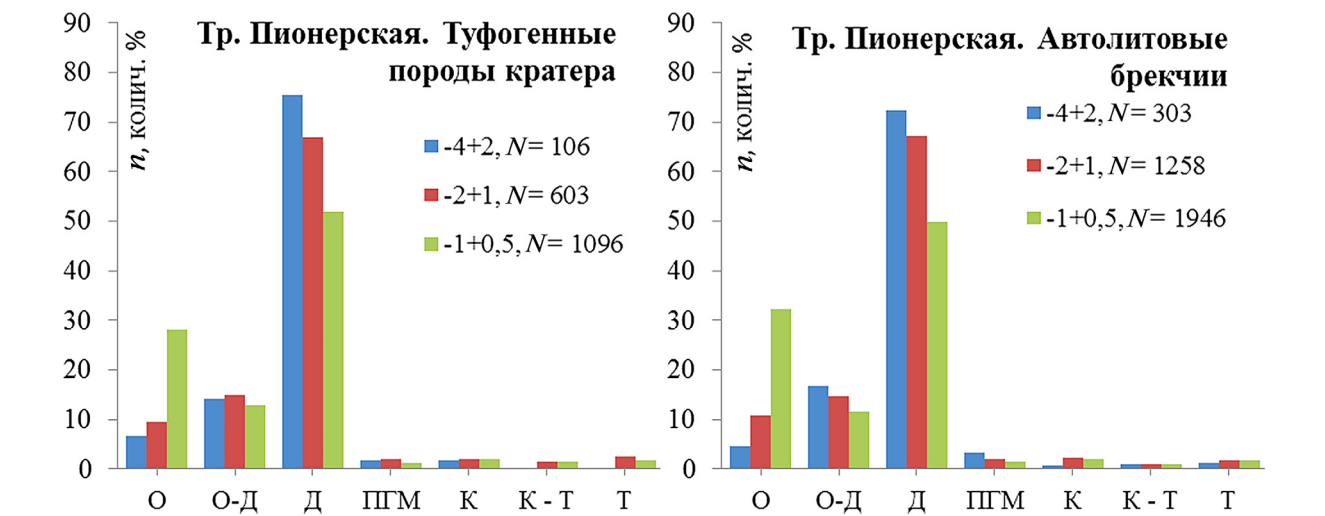 Тр. Пионерская. Туфогенные
породы кратера
n, колич. %
90
80
70
60
50
40
30
20
10
0
-4+2, N= 106
-2+1, N= 603
-1+0,5, N= 1096
О О-Д Д ПГМ К К - Т Т
Тр. Пионерская. Автолитовые
брекчии
n, колич. %
90
80
70
60
50
40
30
20
10
0
-4+2, N= 303
-2+1, N= 1258
-1+0,5, N= 1946
О О-Д Д ПГМ К К - Т Т